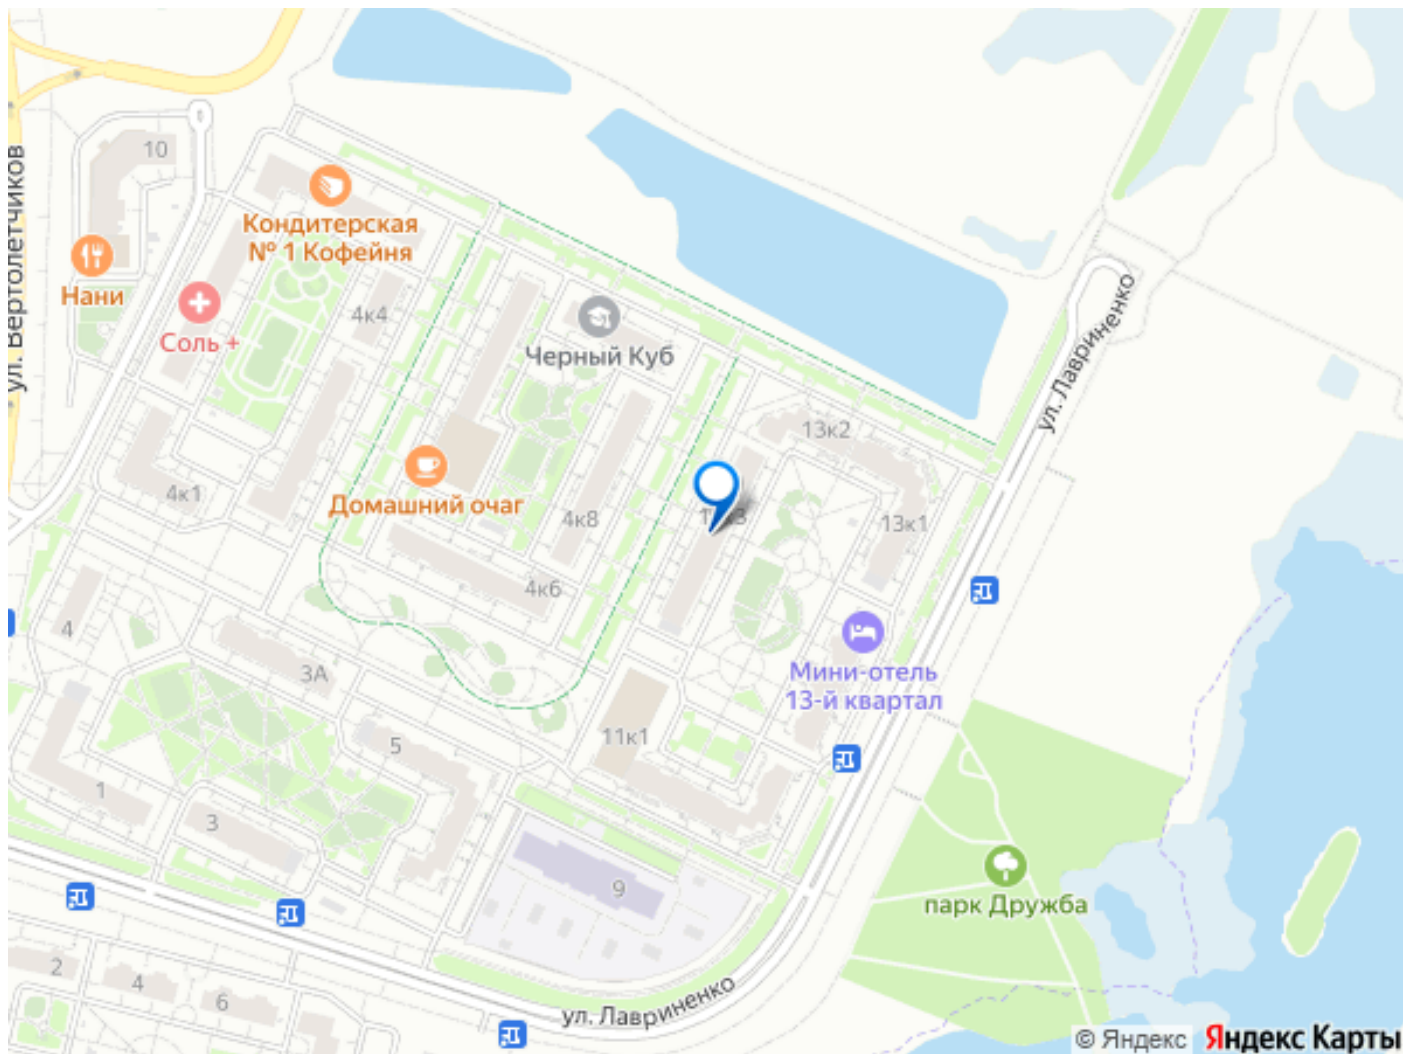 10
ул. Вертолетчиков
Кондитерская
№ 1 Кофейня
Нани
Соль +
4к4
Черный Куб
ул. Лавриненко
13к2
4к1
Домашний очаг
4к8
13к1
4к6
4
3А
Мини-отель
13-й квартал
11к1
5
1
3
9
парк Дружба
2
4
6
ул. Лавриненко
© Яндекс
Яндекс Карты